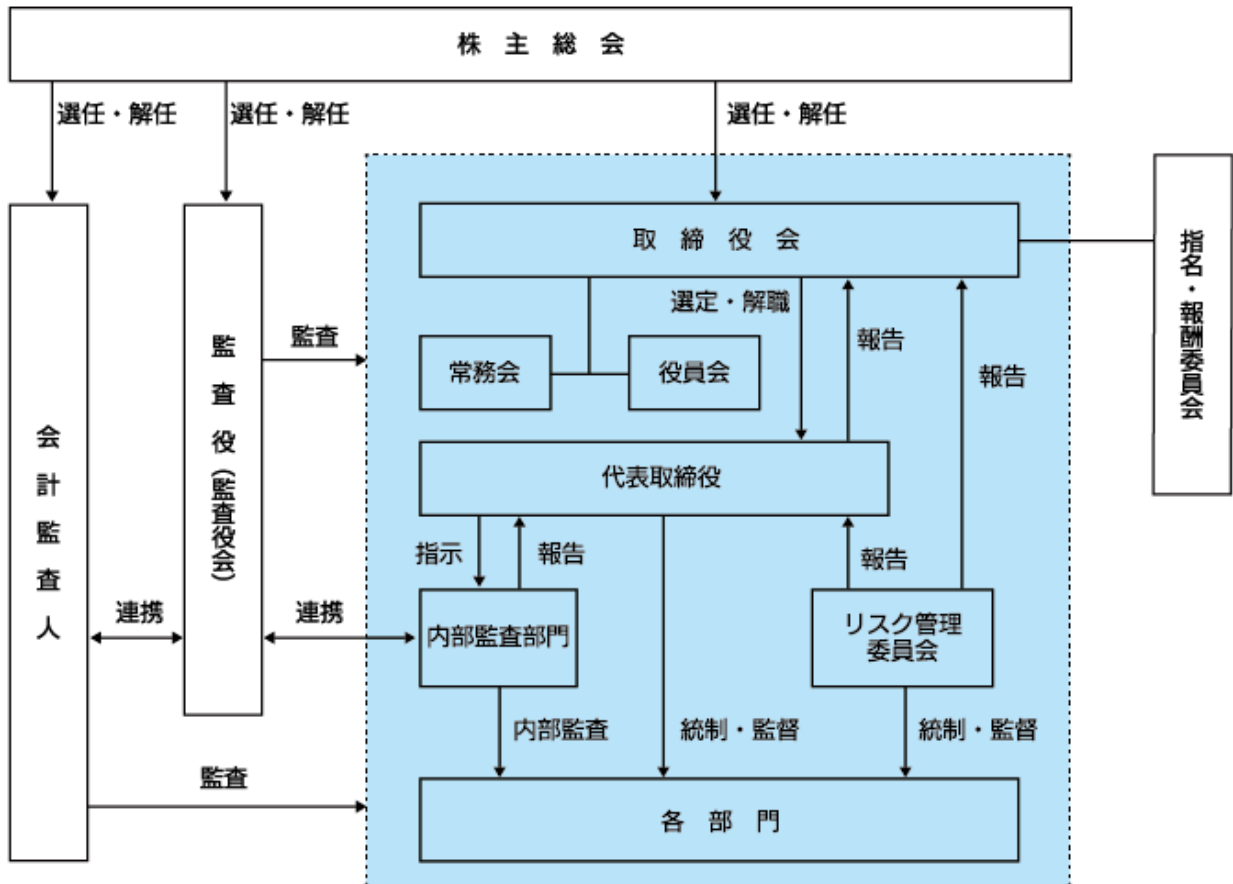 株主総会
選任・解任
選任・解任
選任・解任
取締役会
指名・報酬委員会
選定・解職
報告
報告
監査
監査役(監査役会)
常務会
役員会
会計監査人
代表取締役
指示
報告
報告
連携
連携
内部監査部門
リスク管理
委員会
内部監査
統制・監督
統制・監督
監査
各部門